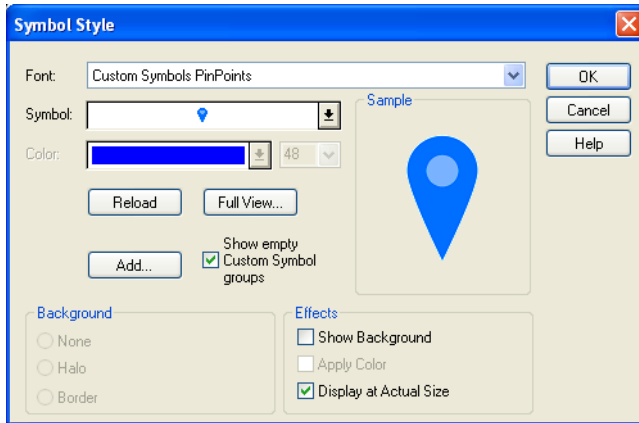 Symbol Style
Font:
Custom Symbols PinPoints
OK
Symbol:
Sample
Cancel
Color:
48
Help
Reload
Full View...
Add...
Show empty
Custom Symbol
groups
Background
None
Halo
Border
Effects
Show Background
Apply Color
Display at Actual Size